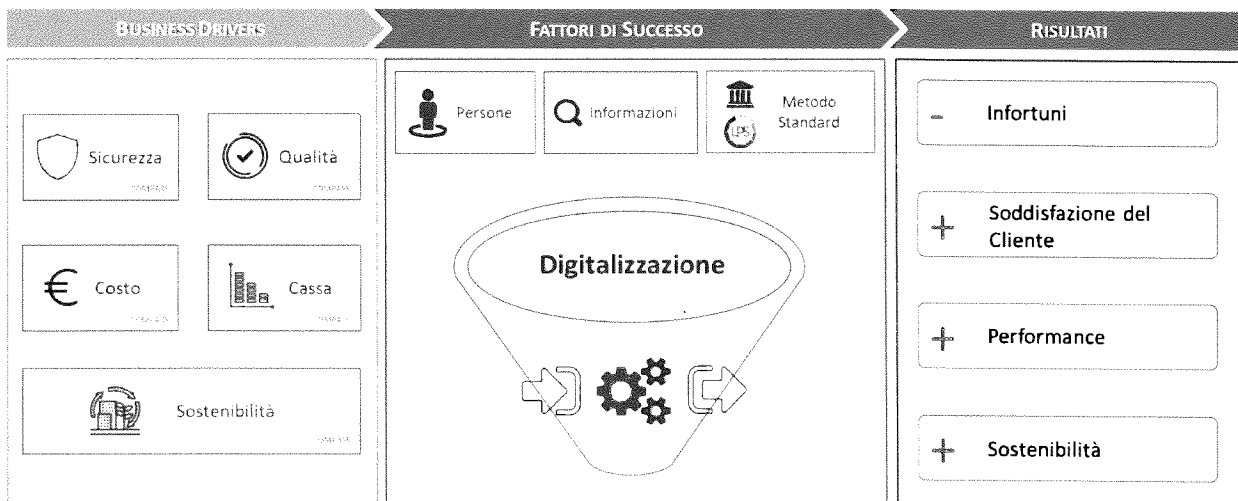 BUSINESS DRIVERS
FATTORI DI SUCCESSO
RISULTATI
Sicurezza
Qualità
Costo
Cassa
Sostenibilità
Persone
Informazioni
Metodo
Standard
LPS
Digitalizzazione
- Infortuni
+ Soddisfazione del
Cliente
+ Performance
+ Sostenibilità